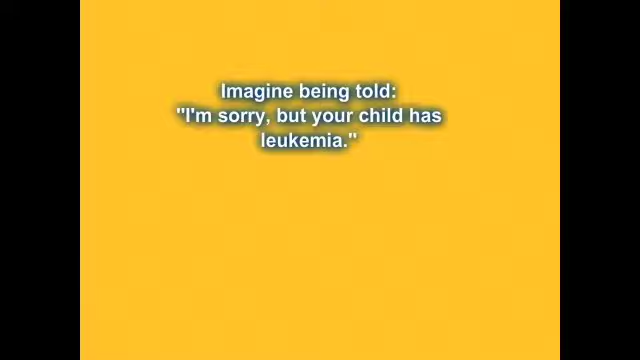 Imagine being told:
"I'm sorry, but your child has
leukemia."